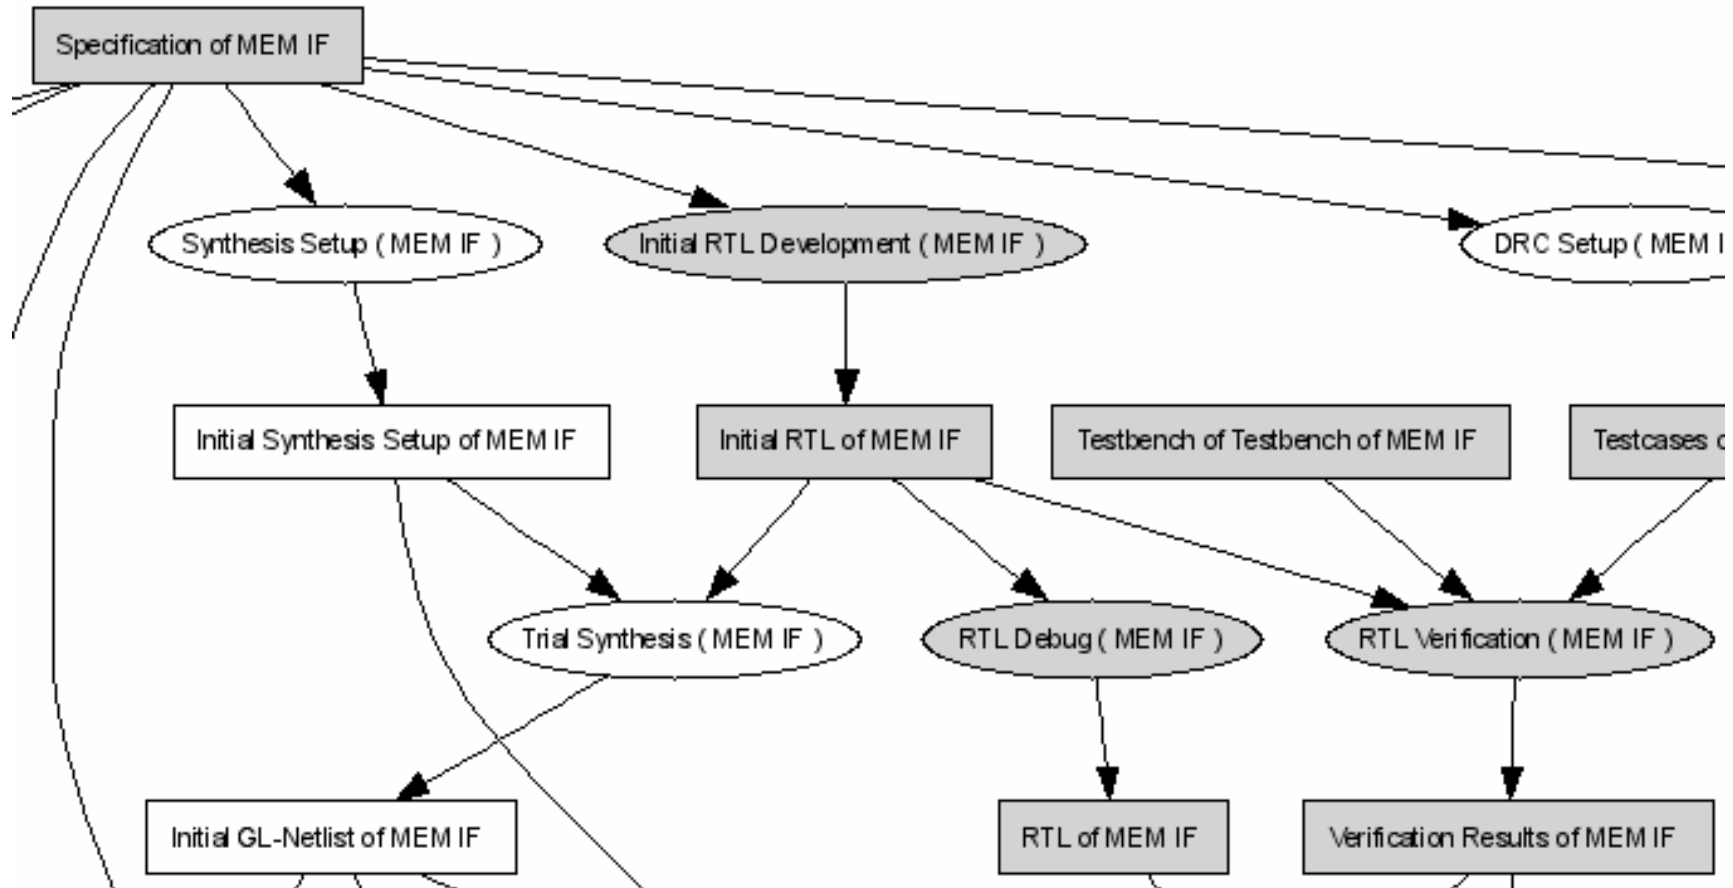 Specification of MEM IF
Synthesis Setup ( MEM IF )
Initial RTL Development ( MEM IF )
DRC Setup ( MEM
Initial Synthesis Setup of MEM IF
Initial RTL of MEM IF
Testbench of Testbench of MEM IF
Testcases
Trial Synthesis ( MEM IF )
RTL Debug ( MEM IF )
RTL Verification ( MEM IF )
Initial GL-Netlist of MEM IF
RTL of MEM IF
Verification Results of MEM IF